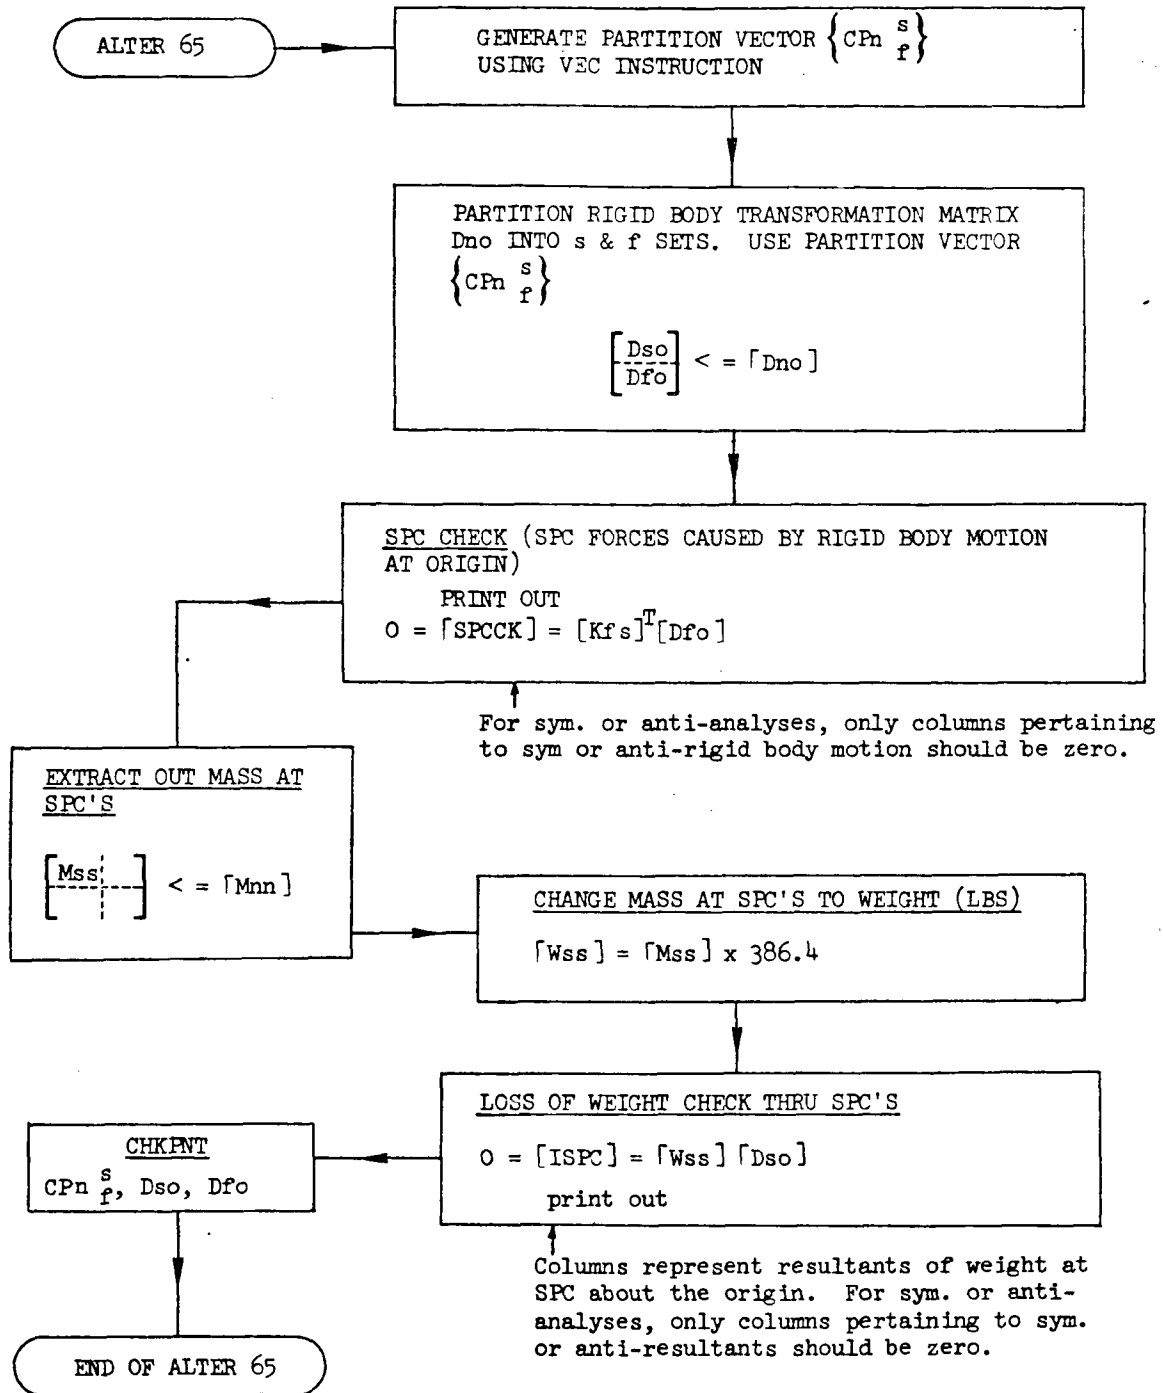 ALTER 65
GENERATE PARTITION VECTOR {CPn s f}
USING VEC INSTRUCTION
PARTITION RIGID BODY TRANSFORMATION MATRIX
Dno INTO s & f SETS. USE PARTITION VECTOR
{CPn s f}
[Dso / Dfo] < = ⌈Dno]
SPC CHECK (SPC FORCES CAUSED BY RIGID BODY MOTION
AT ORIGIN)
PRINT OUT
0 = ⌈SPCCK] = [Kfs]ᵀ[Dfo]
For sym. or anti-analyses, only columns pertaining
to sym or anti-rigid body motion should be zero.
EXTRACT OUT MASS AT
SPC'S
[Mss] < = ⌈Mnn]
CHANGE MASS AT SPC'S TO WEIGHT (LBS)
⌈Wss] = ⌈Mss] x 386.4
LOSS OF WEIGHT CHECK THRU SPC'S
0 = [ISPC] = ⌈Wss] ⌈Dso]
print out
Columns represent resultants of weight at
SPC about the origin. For sym. or anti-
analyses, only columns pertaining to sym.
or anti-resultants should be zero.
CHKPNT
CPn s f, Dso, Dfo
END OF ALTER 65